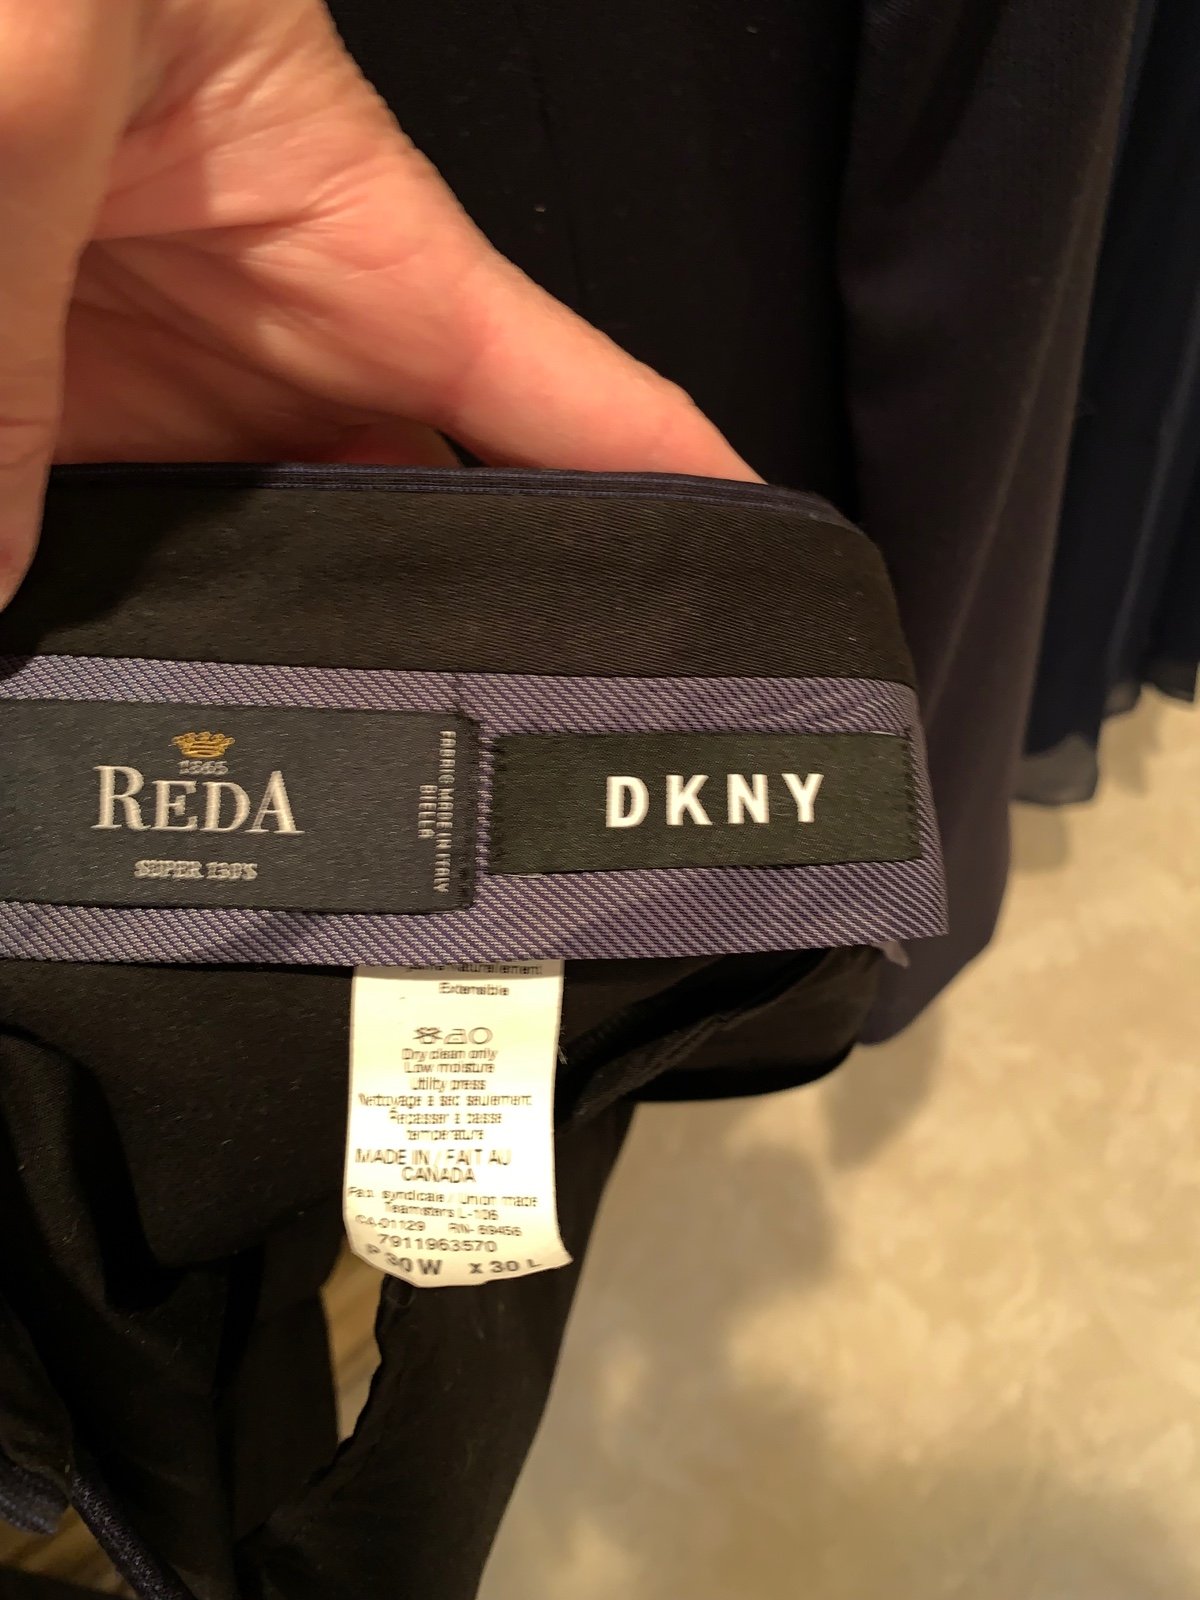 1865
REDA
SUPER 130'S
FABRIC MADE IN ITALY
BIELLA
DKNY
Naturellement
Extensible
Dry clean only
Low moisture
Utility press
Nettoyage à sec seulement
Repasser à basse
température
MADE IN / FAIT AU
CANADA
Fab. syndicale / Union made
Teamsters L-106
CA-01129 RN- 69456
7911963570
P 30 W X 30 L